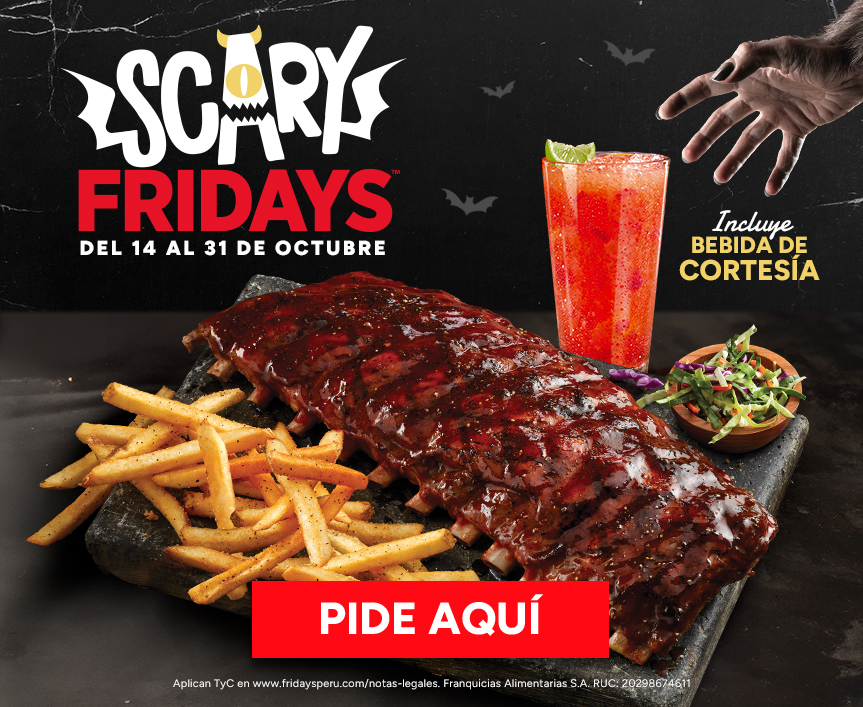 SCARY
FRIDAYS™
DEL 14 AL 31 DE OCTUBRE
Incluye
BEBIDA DE
CORTESÍA
PIDE AQUÍ
Aplican TyC en www.fridaysperu.com/notas-legales. Franquicias Alimentarias S.A. RUC: 20298674611